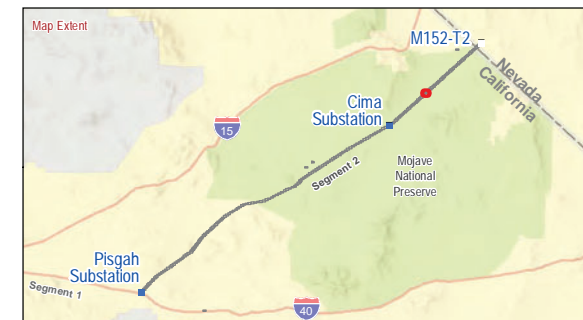 Map Extent
M152-T2
Nevada
California
Cima
Substation
15
Mojave
National
Preserve
Segment 2
Pisgah
Substation
Segment 1
40